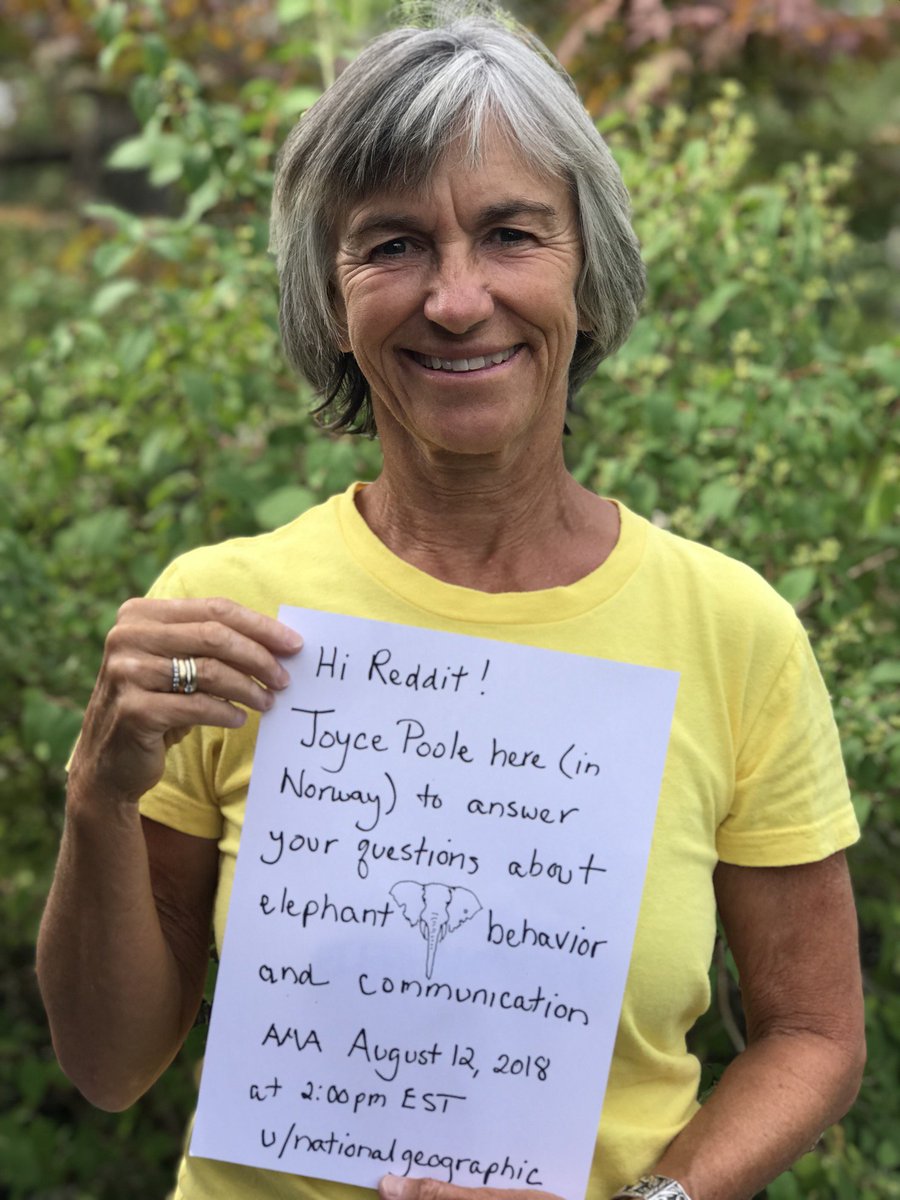 Hi Reddit!
Joyce Poole here (in
Norway) to answer
your questions about
elephant behavior
and communication
AMA August 12, 2018
at 2:00pm EST
u/nationalgeographic